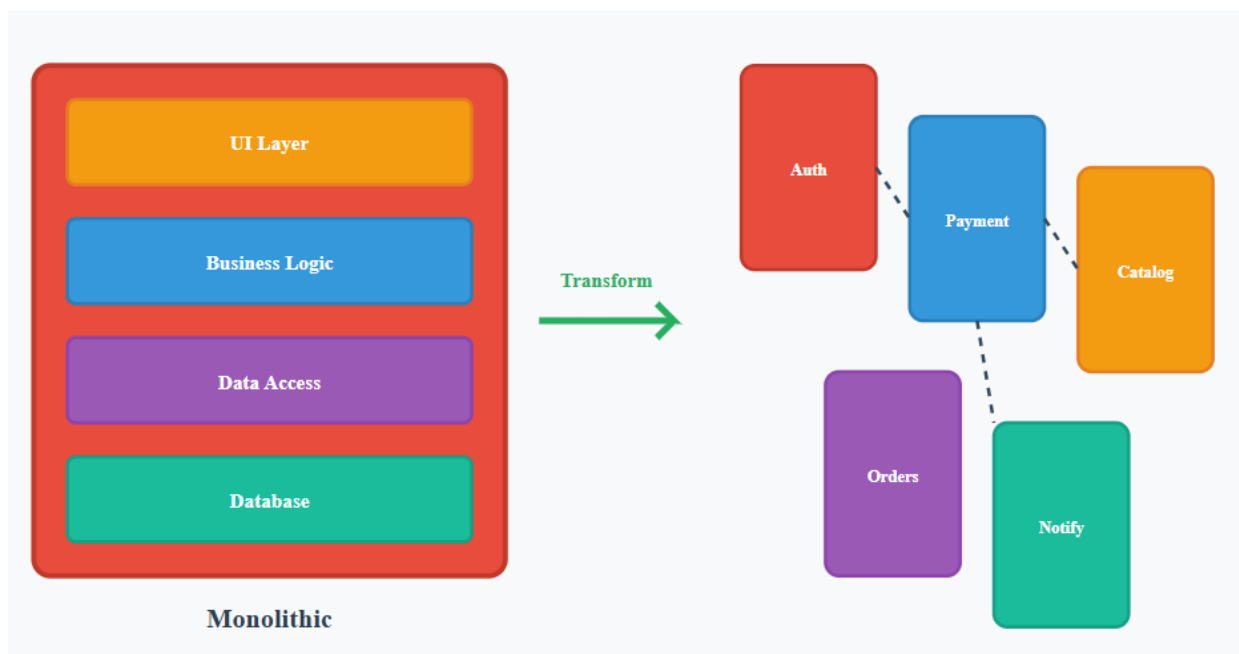 UI Layer
Business Logic
Data Access
Database
Monolithic
Transform
Auth
Payment
Catalog
Orders
Notify